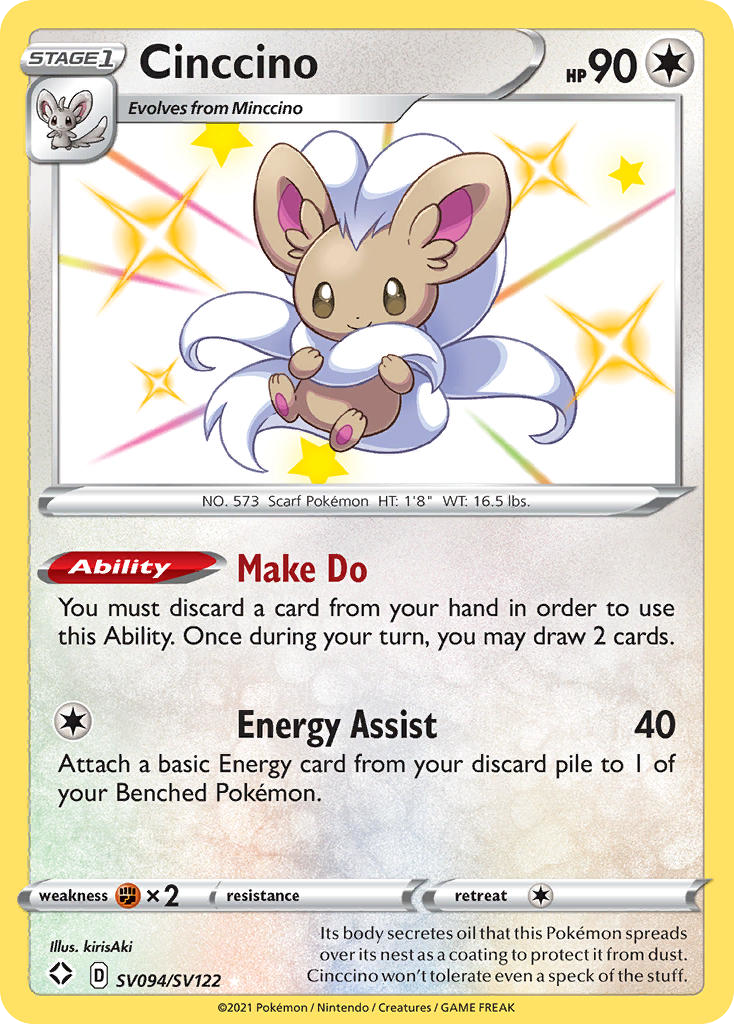 STAGE 1
Cinccino
HP 90
Evolves from Minccino
NO. 573 Scarf Pokémon HT: 1'8" WT: 16.5 lbs.
Ability Make Do
You must discard a card from your hand in order to use
this Ability. Once during your turn, you may draw 2 cards.
Energy Assist 40
Attach a basic Energy card from your discard pile to 1 of
your Benched Pokémon.
weakness ×2 resistance retreat
Illus. kirisAki
D SV094/SV122
Its body secretes oil that this Pokémon spreads
over its nest as a coating to protect it from dust.
Cinccino won't tolerate even a speck of the stuff.
©2021 Pokémon / Nintendo / Creatures / GAME FREAK